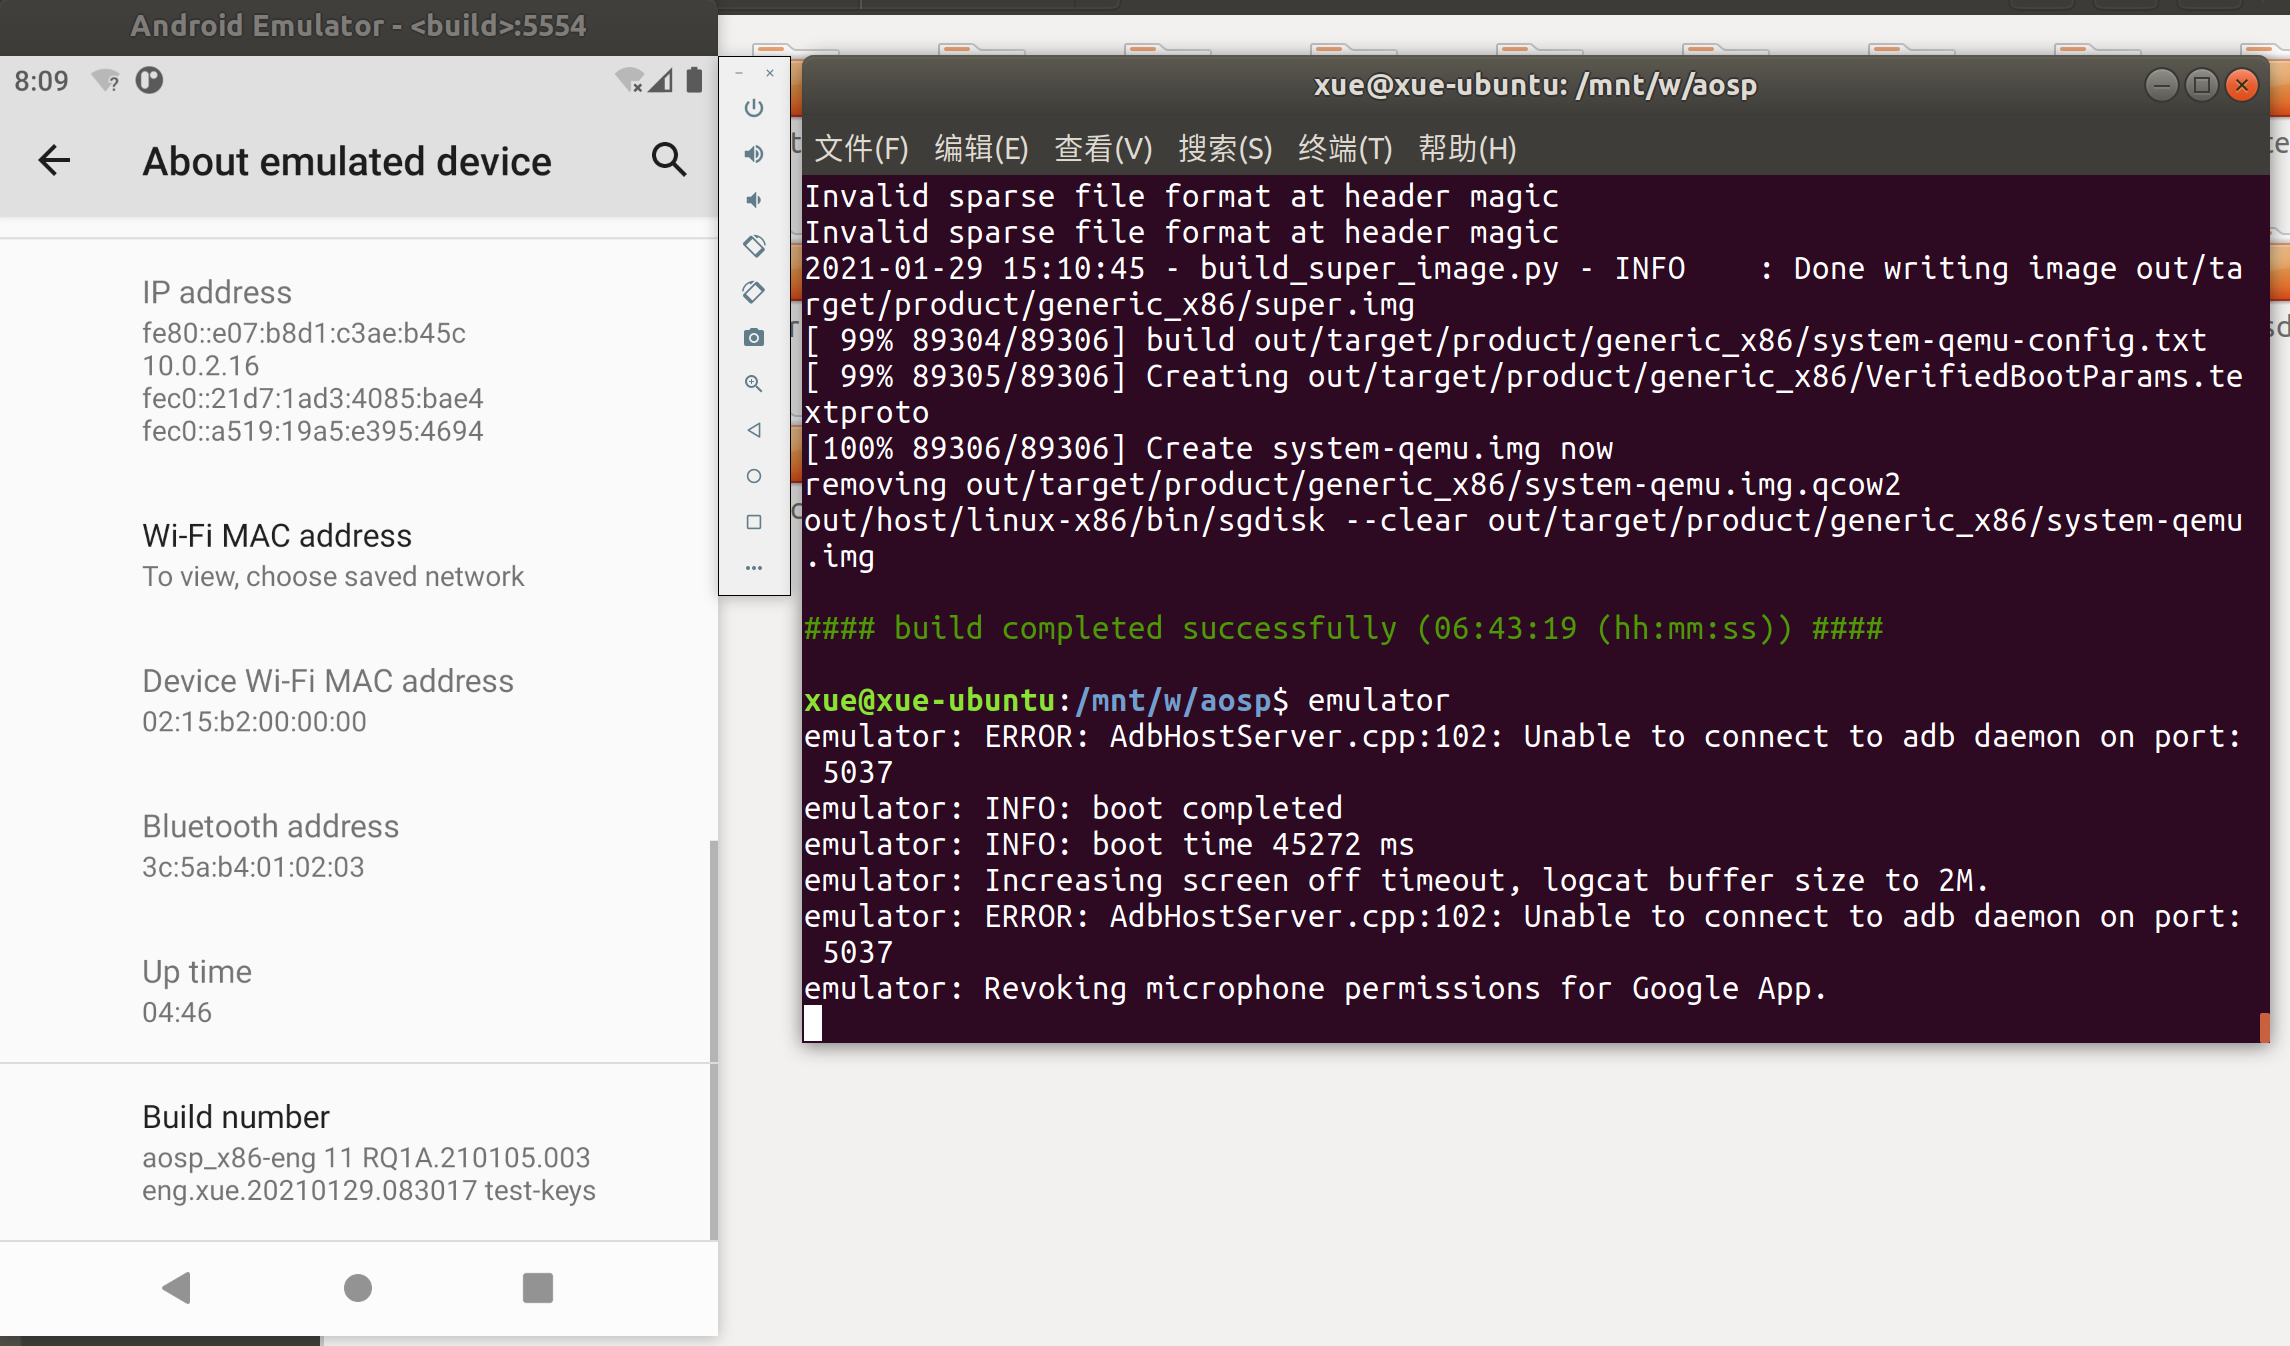 Android Emulator - <build>:5554
8:09
About emulated device
IP address
fe80::e07:b8d1:c3ae:b45c
10.0.2.16
fec0::21d7:1ad3:4085:bae4
fec0::a519:19a5:e395:4694
Wi-Fi MAC address
To view, choose saved network
Device Wi-Fi MAC address
02:15:b2:00:00:00
Bluetooth address
3c:5a:b4:01:02:03
Up time
04:46
Build number
aosp_x86-eng 11 RQ1A.210105.003
eng.xue.20210129.083017 test-keys
xue@xue-ubuntu: /mnt/w/aosp
文件(F) 编辑(E) 查看(V) 搜索(S) 终端(T) 帮助(H)
Invalid sparse file format at header magic
Invalid sparse file format at header magic
2021-01-29 15:10:45 - build_super_image.py - INFO    : Done writing image out/ta
rget/product/generic_x86/super.img
[ 99% 89304/89306] build out/target/product/generic_x86/system-qemu-config.txt
[ 99% 89305/89306] Creating out/target/product/generic_x86/VerifiedBootParams.te
xtproto
[100% 89306/89306] Create system-qemu.img now
removing out/target/product/generic_x86/system-qemu.img.qcow2
out/host/linux-x86/bin/sgdisk --clear out/target/product/generic_x86/system-qemu
.img
#### build completed successfully (06:43:19 (hh:mm:ss)) ####
xue@xue-ubuntu:/mnt/w/aosp$ emulator
emulator: ERROR: AdbHostServer.cpp:102: Unable to connect to adb daemon on port:
 5037
emulator: INFO: boot completed
emulator: INFO: boot time 45272 ms
emulator: Increasing screen off timeout, logcat buffer size to 2M.
emulator: ERROR: AdbHostServer.cpp:102: Unable to connect to adb daemon on port:
 5037
emulator: Revoking microphone permissions for Google App.